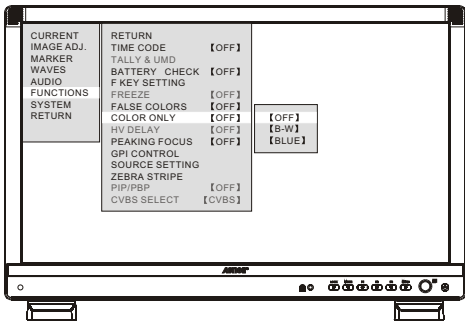 CURRENT
IMAGE ADJ.
MARKER
WAVES
AUDIO
FUNCTIONS
SYSTEM
RETURN
RETURN
TIME CODE 【OFF】
TALLY & UMD
BATTERY CHECK 【OFF】
F KEY SETTING
FREEZE 【OFF】
FALSE COLORS 【OFF】
COLOR ONLY 【OFF】
HV DELAY 【OFF】
PEAKING FOCUS 【OFF】
GPI CONTROL
SOURCE SETTING
ZEBRA STRIPE
PIP/PBP 【OFF】
CVBS SELECT 【CVBS】
【OFF】
【B-W】
【BLUE】